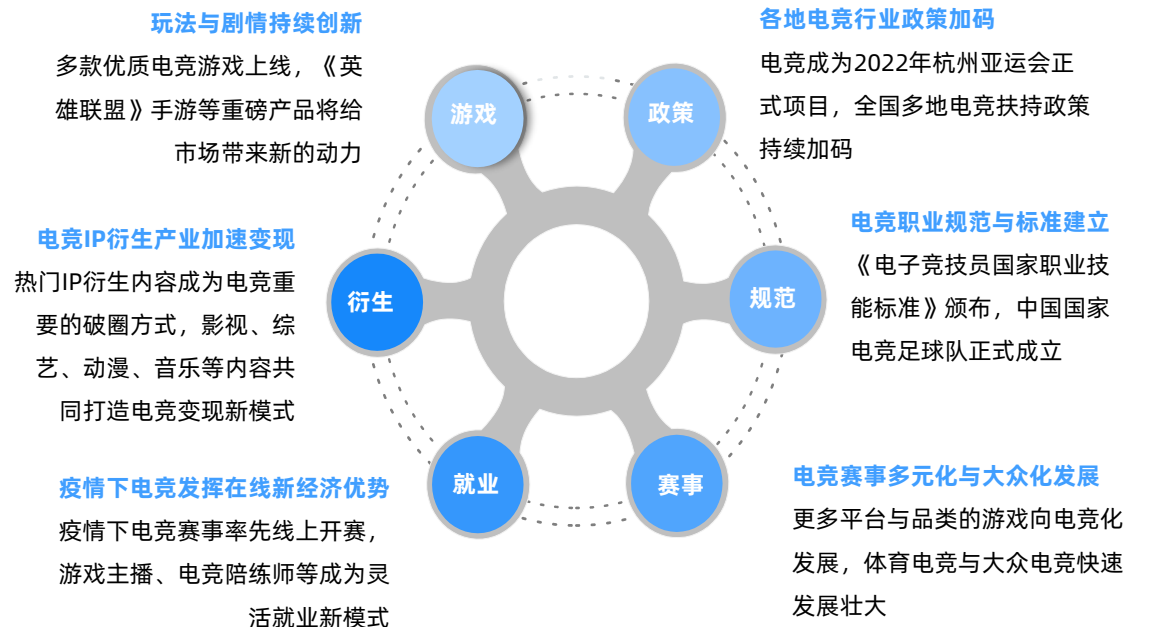 玩法与剧情持续创新
多款优质电竞游戏上线，《英
雄联盟》手游等重磅产品将给
市场带来新的动力
各地电竞行业政策加码
电竞成为2022年杭州亚运会正
式项目，全国多地电竞扶持政策
持续加码
游戏
政策
电竞IP衍生产业加速变现
热门IP衍生内容成为电竞重
要的破圈方式，影视、综
艺、动漫、音乐等内容共
同打造电竞变现新模式
衍生
规范
电竞职业规范与标准建立
《电子竞技员国家职业技
能标准》颁布，中国国家
电竞足球队正式成立
疫情下电竞发挥在线新经济优势
疫情下电竞赛事率先线上开赛，
游戏主播、电竞陪练师等成为灵
活就业新模式
就业
赛事
电竞赛事多元化与大众化发展
更多平台与品类的游戏向电竞化
发展，体育电竞与大众电竞快速
发展壮大